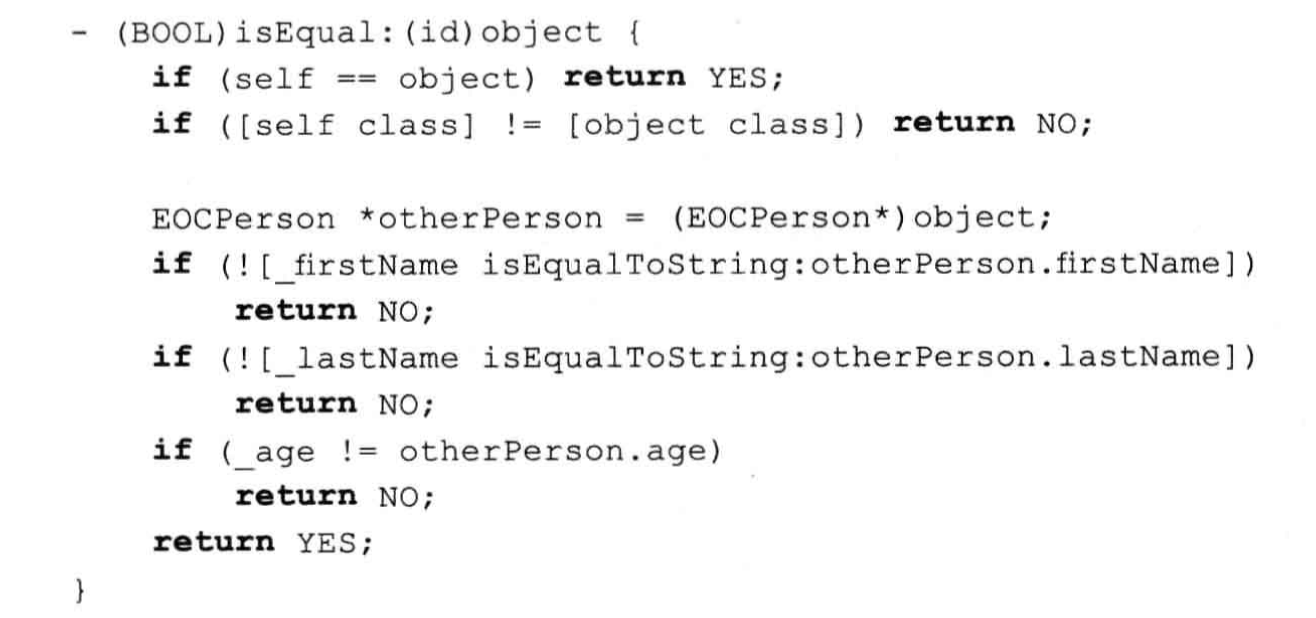 - (BOOL)isEqual:(id)object {
    if (self == object) return YES;
    if ([self class] != [object class]) return NO;

    EOCPerson *otherPerson = (EOCPerson*)object;
    if (![_firstName isEqualToString:otherPerson.firstName])
        return NO;
    if (![_lastName isEqualToString:otherPerson.lastName])
        return NO;
    if (_age != otherPerson.age)
        return NO;
    return YES;
}